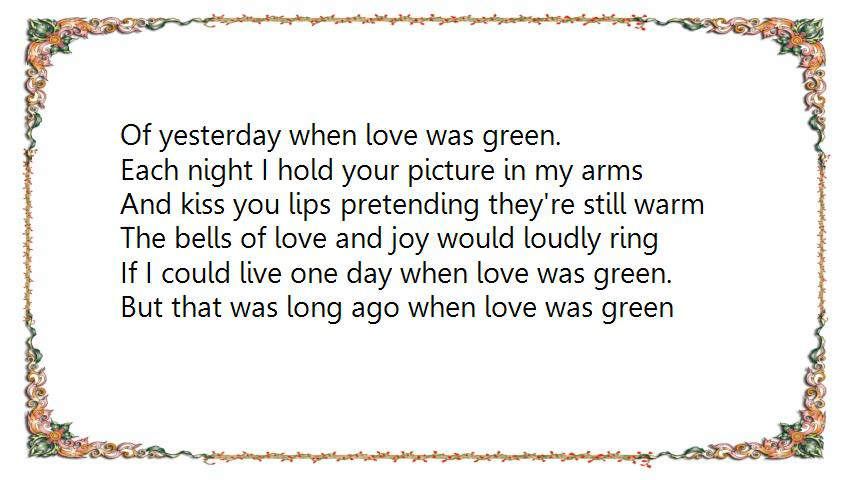 Of yesterday when love was green.
Each night I hold your picture in my arms
And kiss you lips pretending they're still warm
The bells of love and joy would loudly ring
If I could live one day when love was green.
But that was long ago when love was green